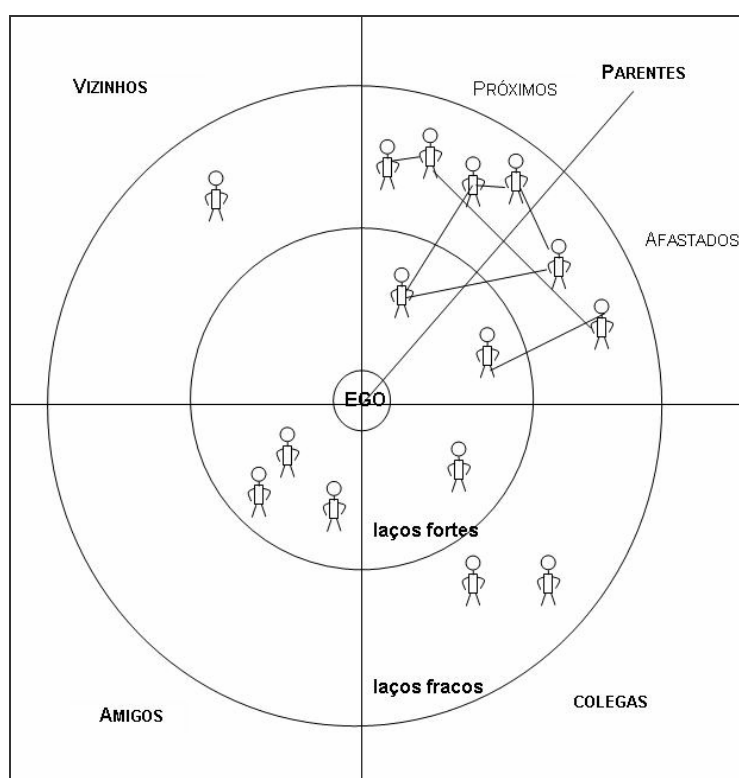 VIZINHOS
PRÓXIMOS
PARENTES
AFASTADOS
EGO
laços fortes
laços fracos
AMIGOS
COLEGAS